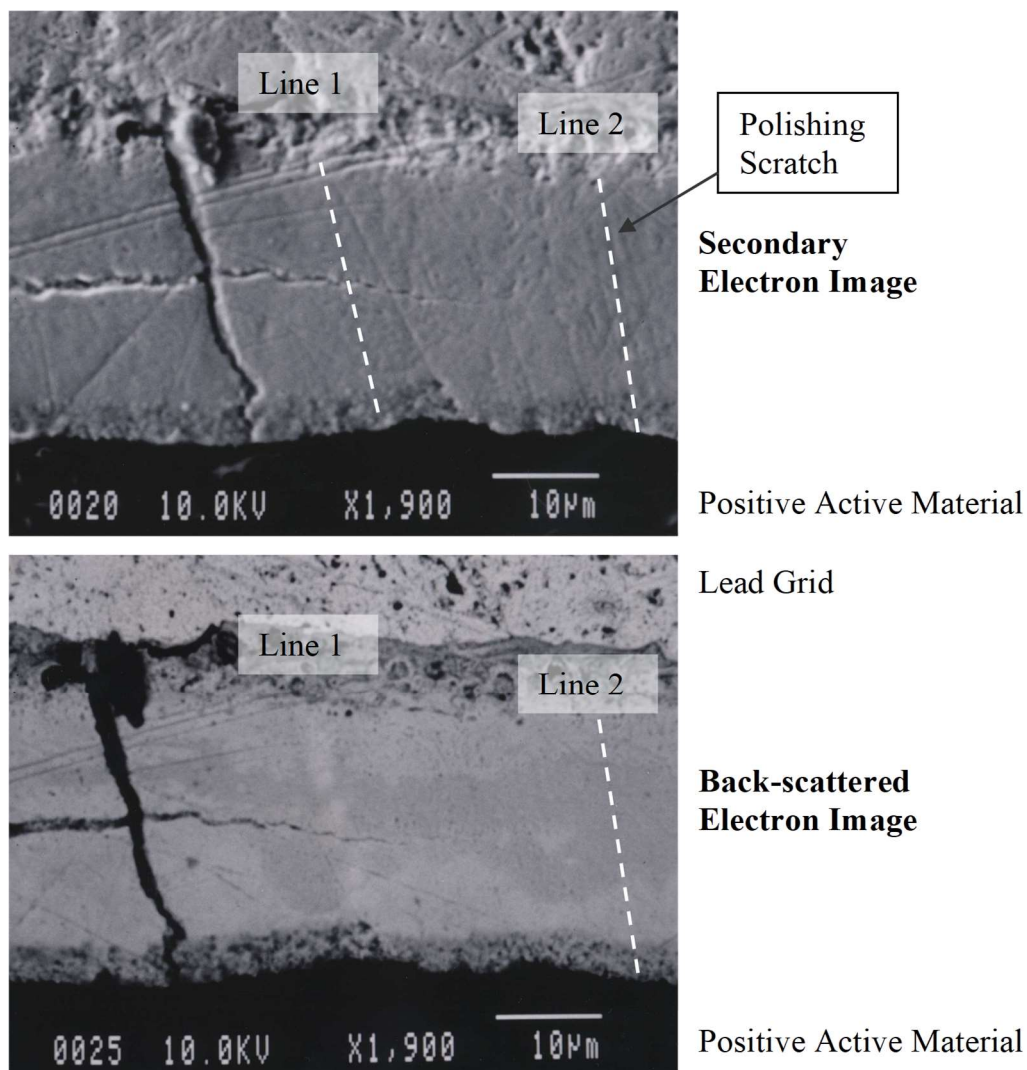 Line 1
Line 2
Polishing
Scratch
Secondary
Electron Image
0020 10.0KV X1,900 10µm
Positive Active Material
Lead Grid
Line 1
Line 2
Back-scattered
Electron Image
0025 10.0KV X1,900 10µm
Positive Active Material